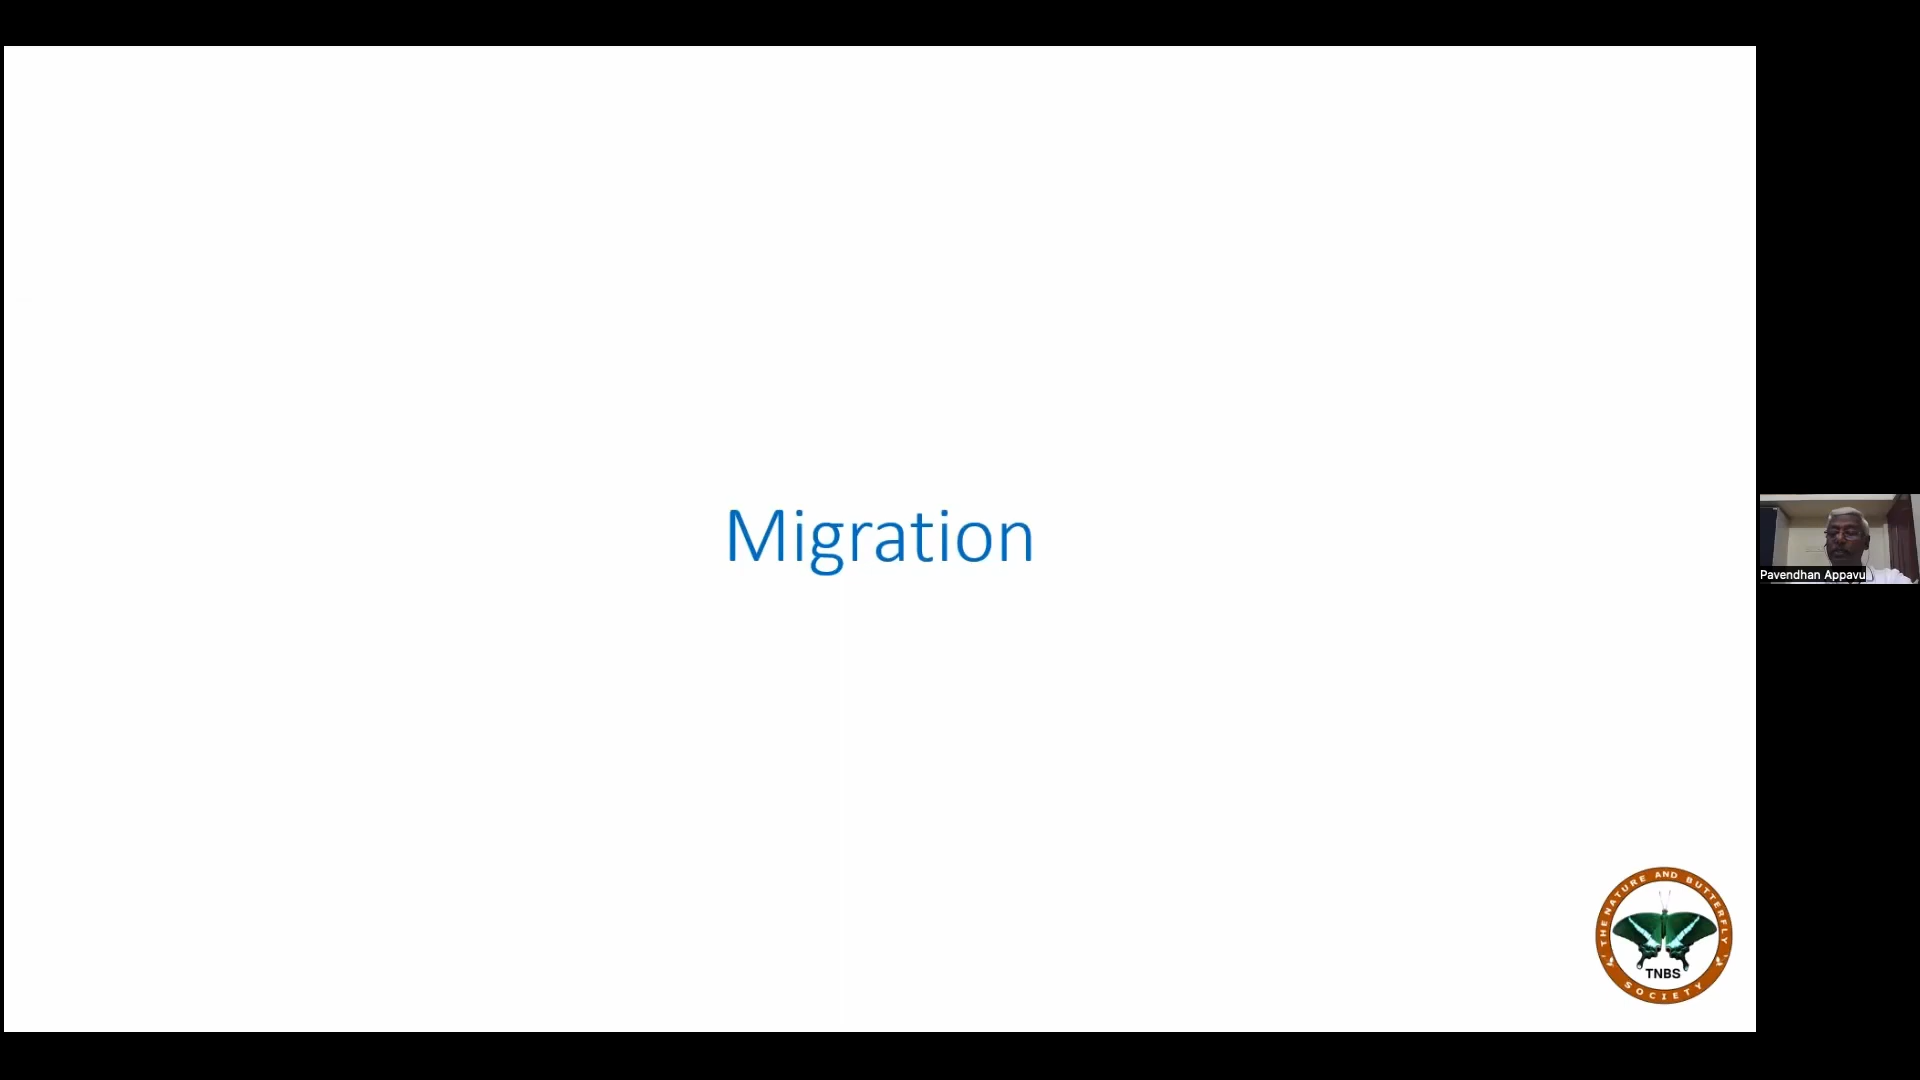 Migration
Pavendhan Appavu
THE NATURE AND BUTTERFLY
TNBS
SOCIETY